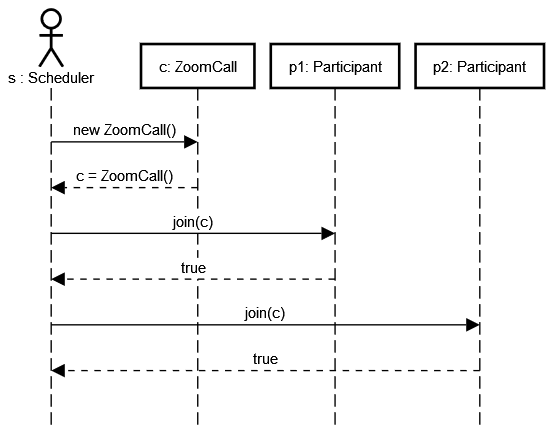 s : Scheduler
c: ZoomCall
p1: Participant
p2: Participant
new ZoomCall()
c = ZoomCall()
join(c)
true
join(c)
true